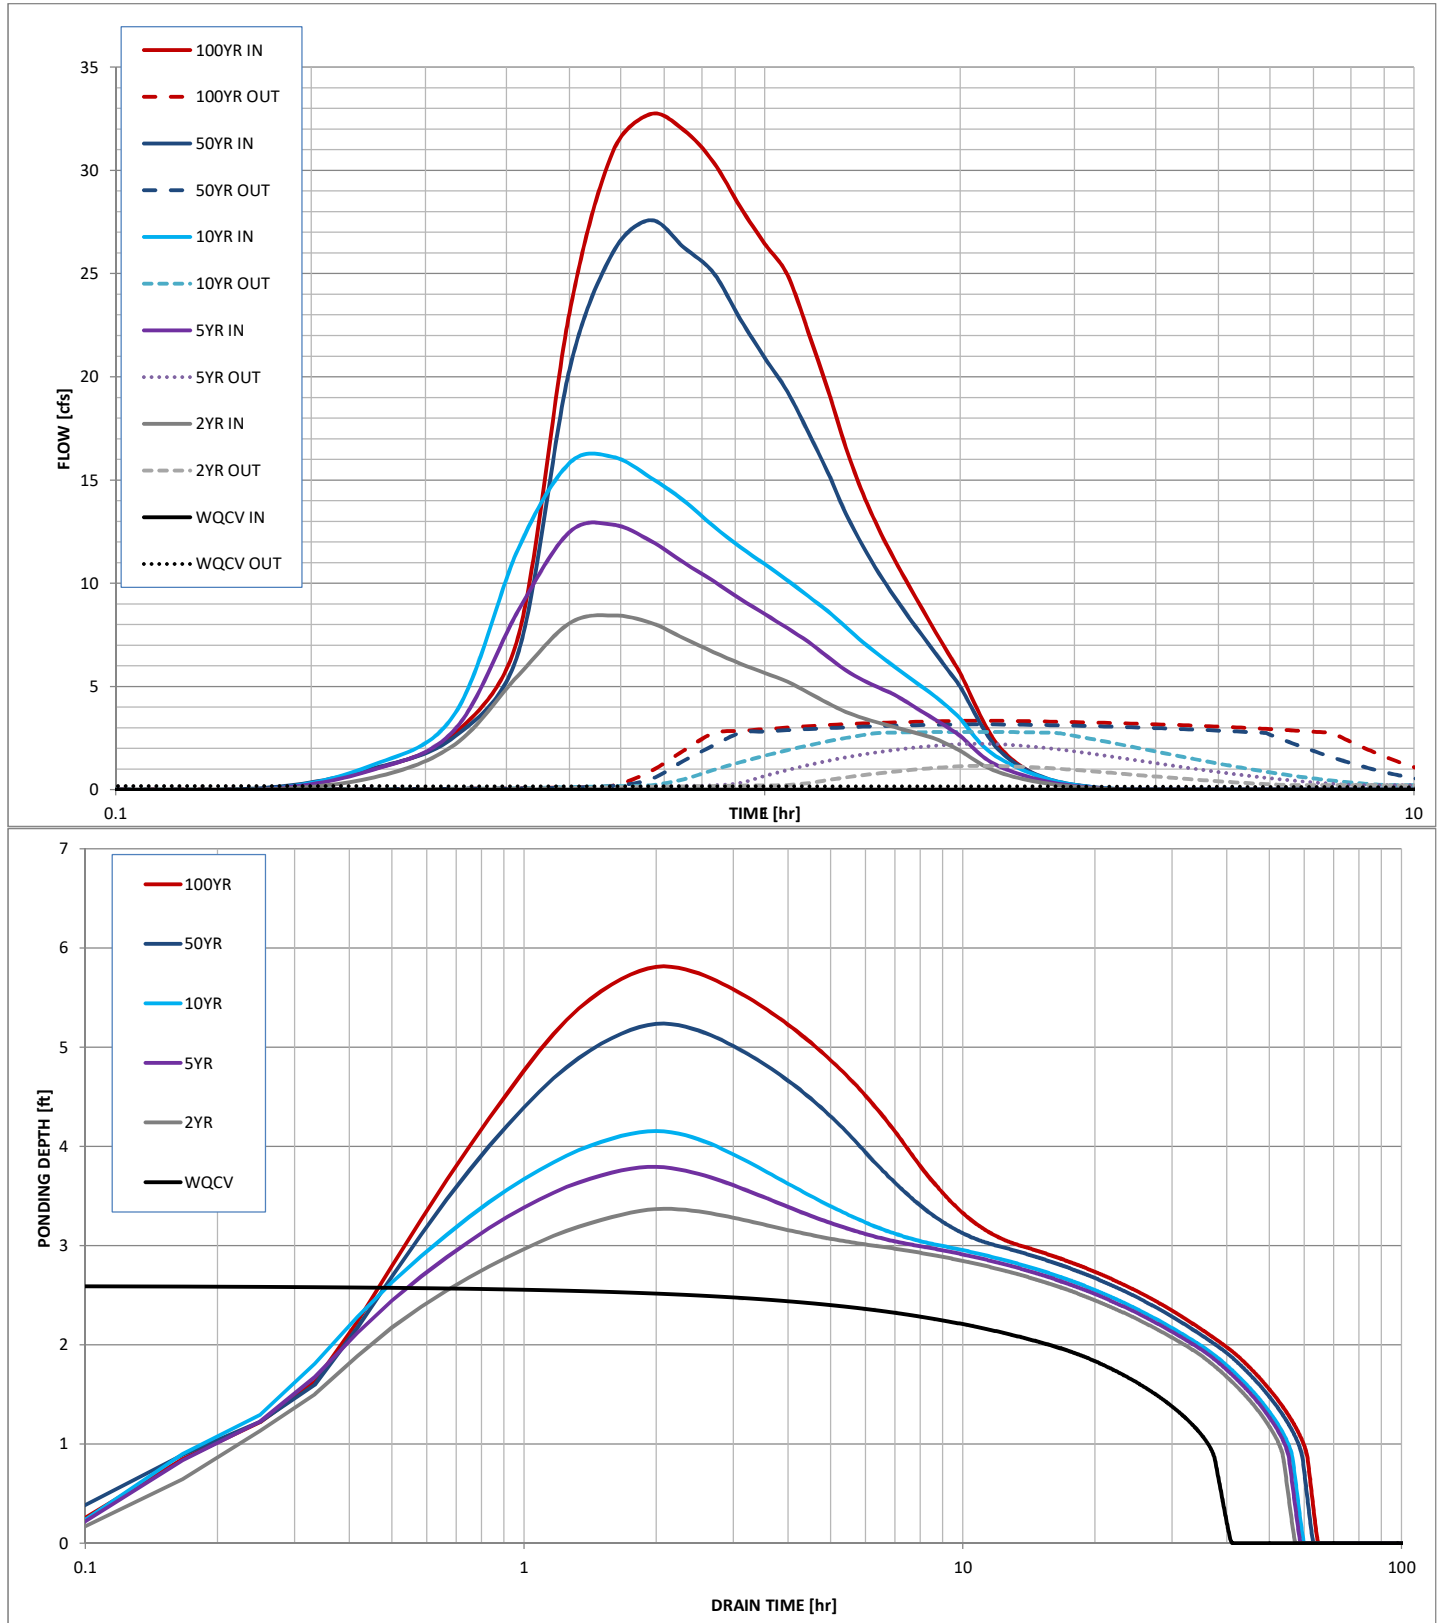 100YR IN
100YR OUT
50YR IN
50YR OUT
10YR IN
10YR OUT
5YR IN
5YR OUT
2YR IN
2YR OUT
WQCV IN
WQCV OUT
35
30
25
20
15
10
5
0
FLOW [cfs]
0.1
TIME [hr]
10
7
6
5
4
3
2
1
0
PONDING DEPTH [ft]
100YR
50YR
10YR
5YR
2YR
WQCV
0.1
1
10
100
DRAIN TIME [hr]